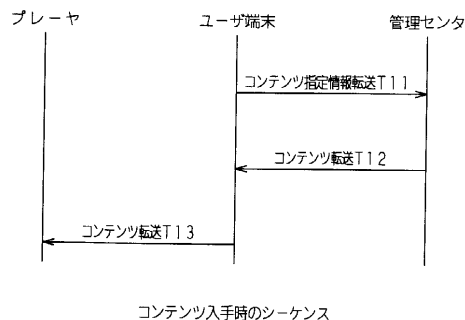 プレーヤ ユーザ端末 管理センタ
コンテンツ指定情報転送T11
コンテンツ転送T12
コンテンツ転送T13
コンテンツ入手時のシーケンス